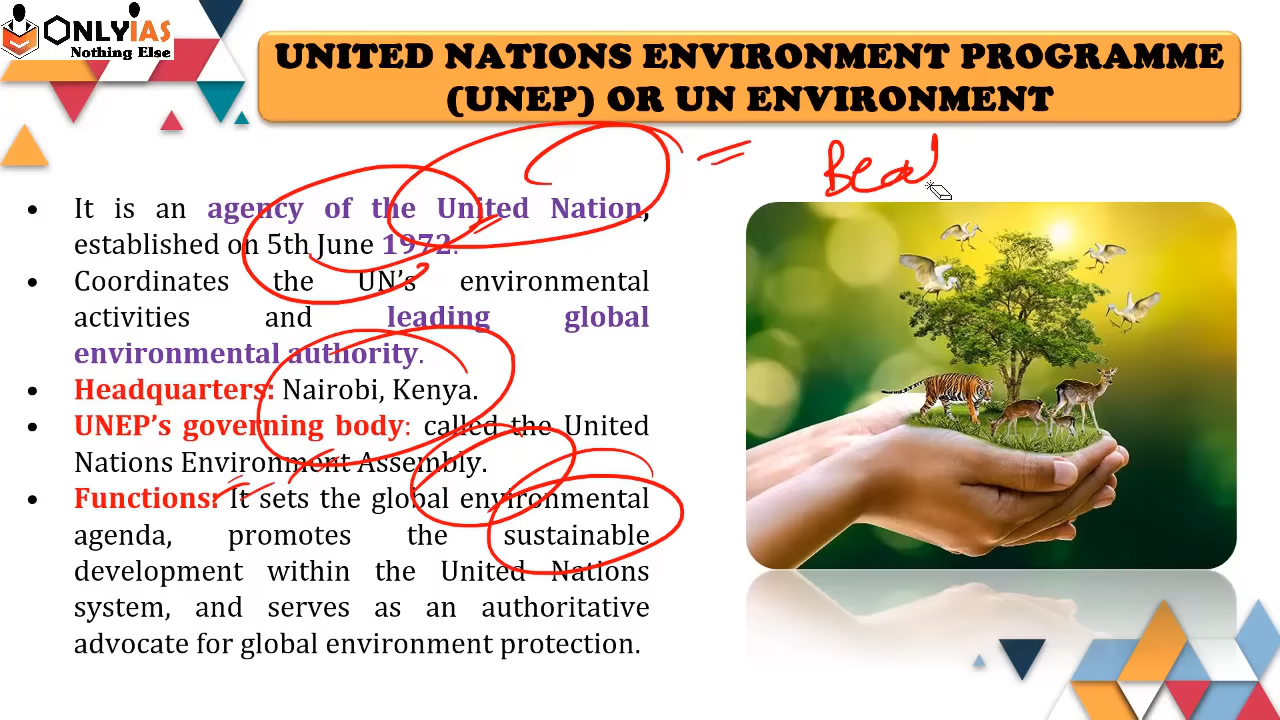 ONLYIAS
Nothing Else
UNITED NATIONS ENVIRONMENT PROGRAMME
(UNEP) OR UN ENVIRONMENT
• It is an agency of the United Nation,
established on 5th June 1972.
• Coordinates the UN’s environmental
activities and leading global
environmental authority.
• Headquarters: Nairobi, Kenya.
• UNEP’s governing body: called the United
Nations Environment Assembly.
• Functions: It sets the global environmental
agenda, promotes the sustainable
development within the United Nations
system, and serves as an authoritative
advocate for global environment protection.